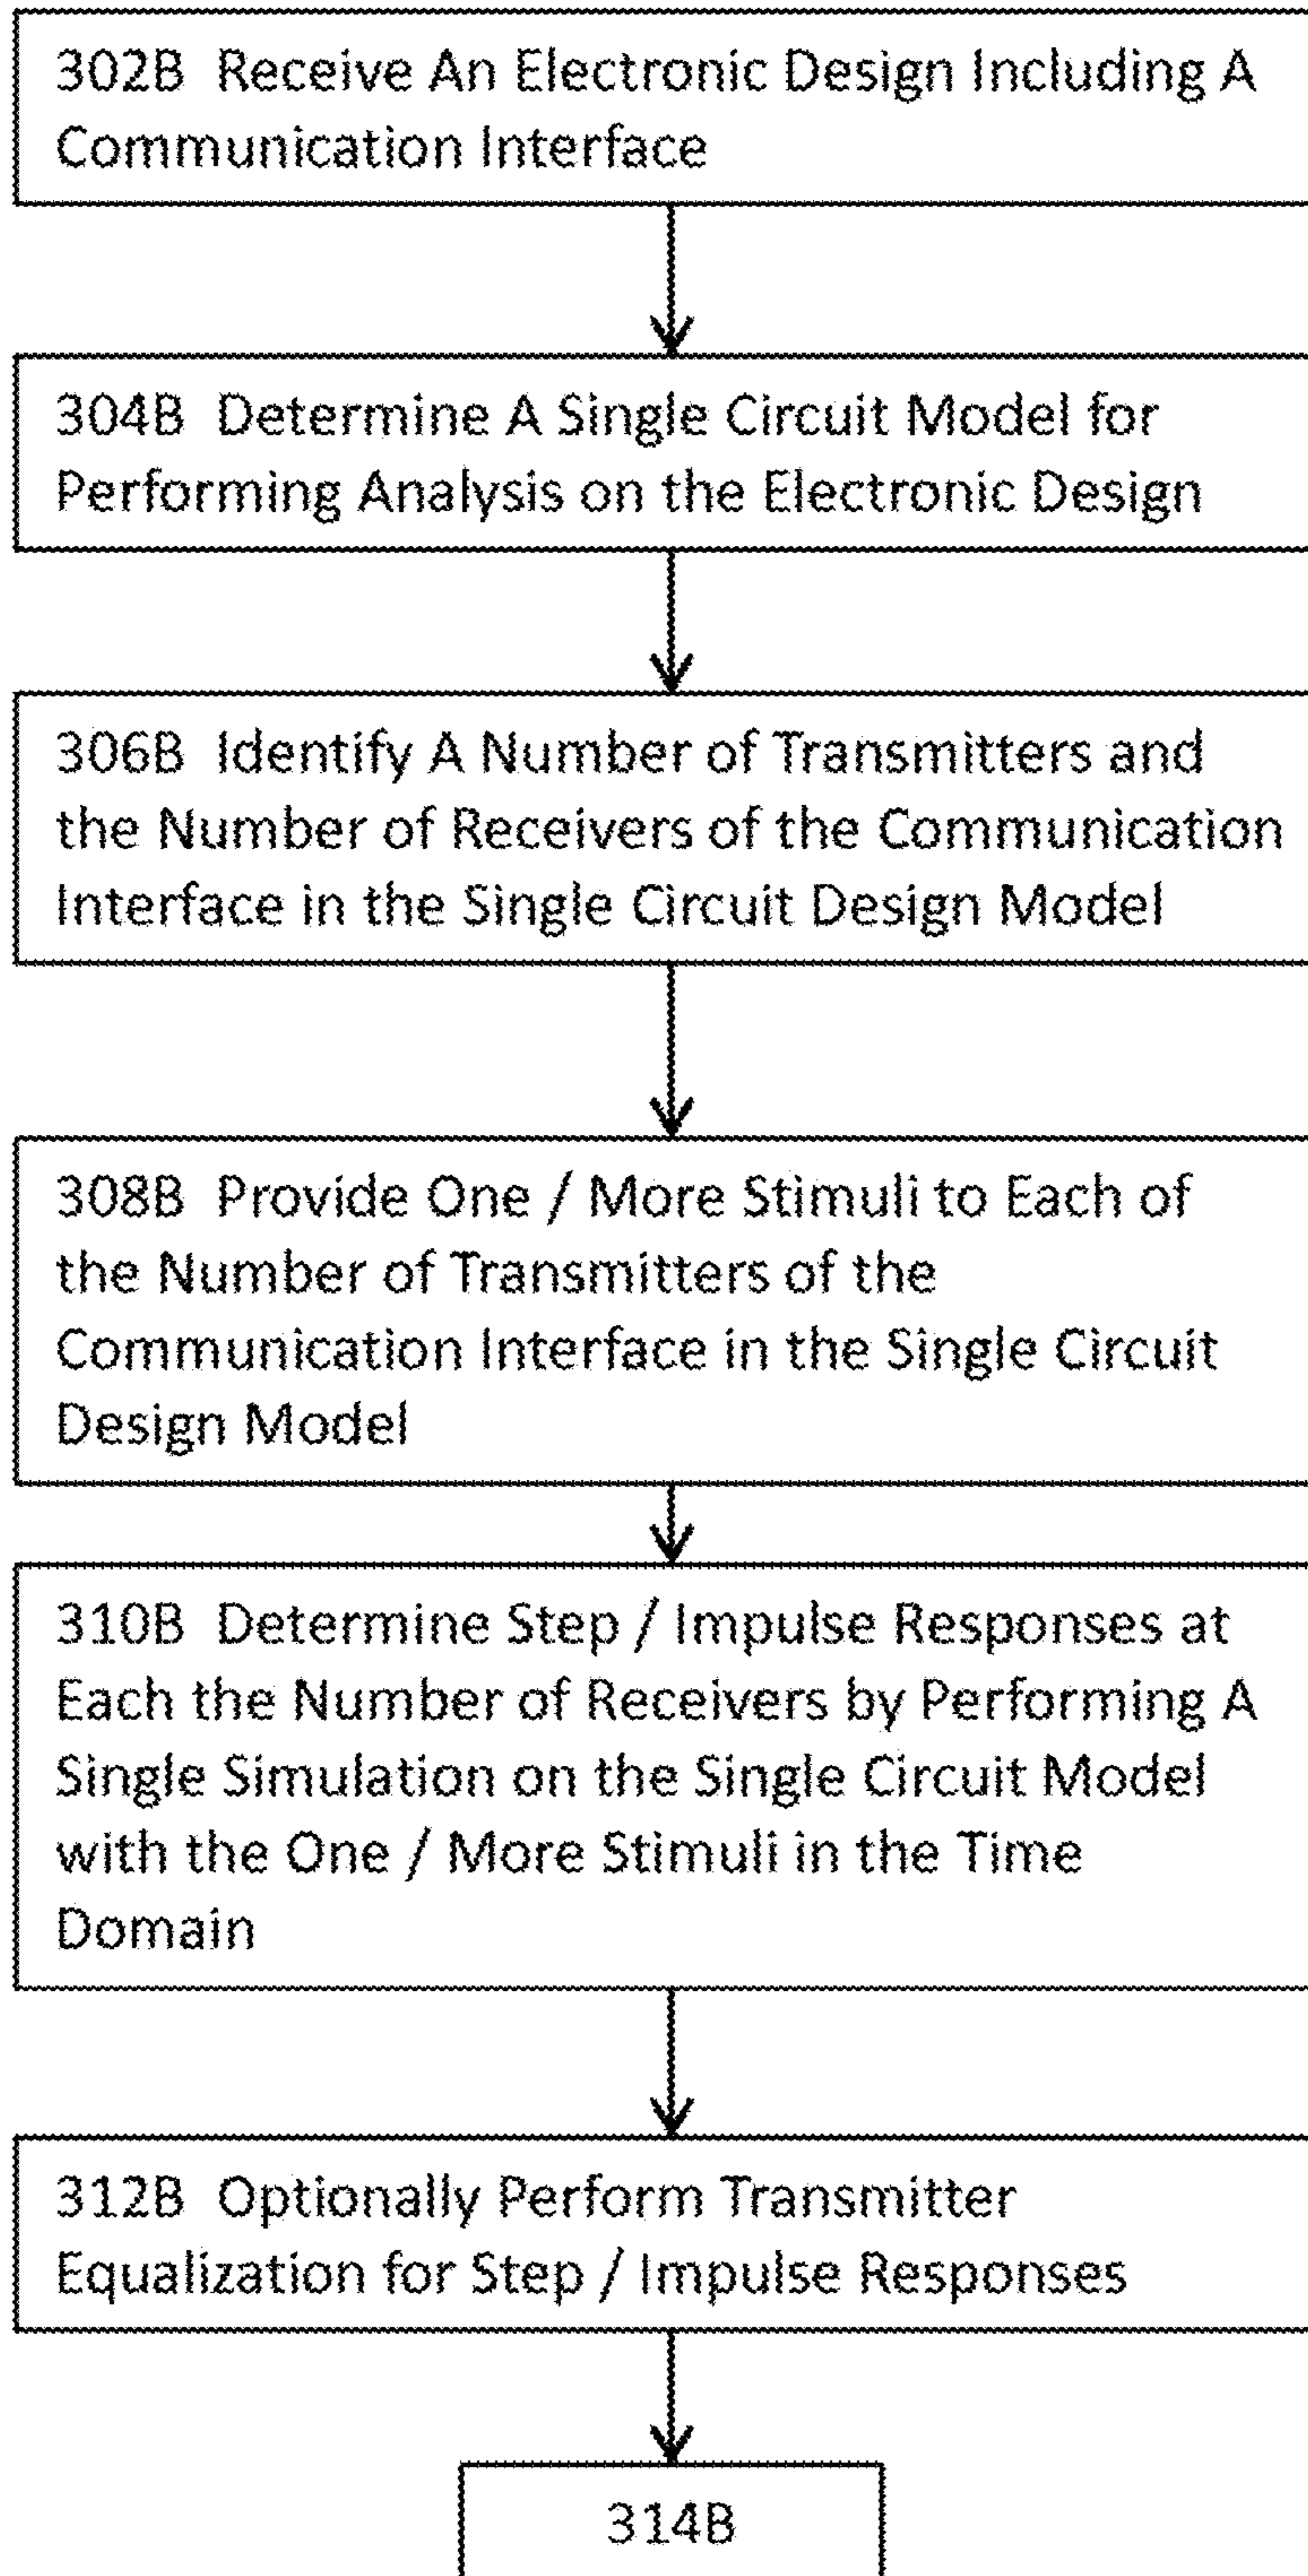 302B Receive An Electronic Design Including A
Communication Interface
304B Determine A Single Circuit Model for
Performing Analysis on the Electronic Design
306B Identify A Number of Transmitters and
the Number of Receivers of the Communication
Interface in the Single Circuit Design Model
308B Provide One / More Stimuli to Each of
the Number of Transmitters of the
Communication Interface in the Single Circuit
Design Model
310B Determine Step / Impulse Responses at
Each the Number of Receivers by Performing A
Single Simulation on the Single Circuit Model
with the One / More Stimuli in the Time
Domain
312B Optionally Perform Transmitter
Equalization for Step / Impulse Responses
314B